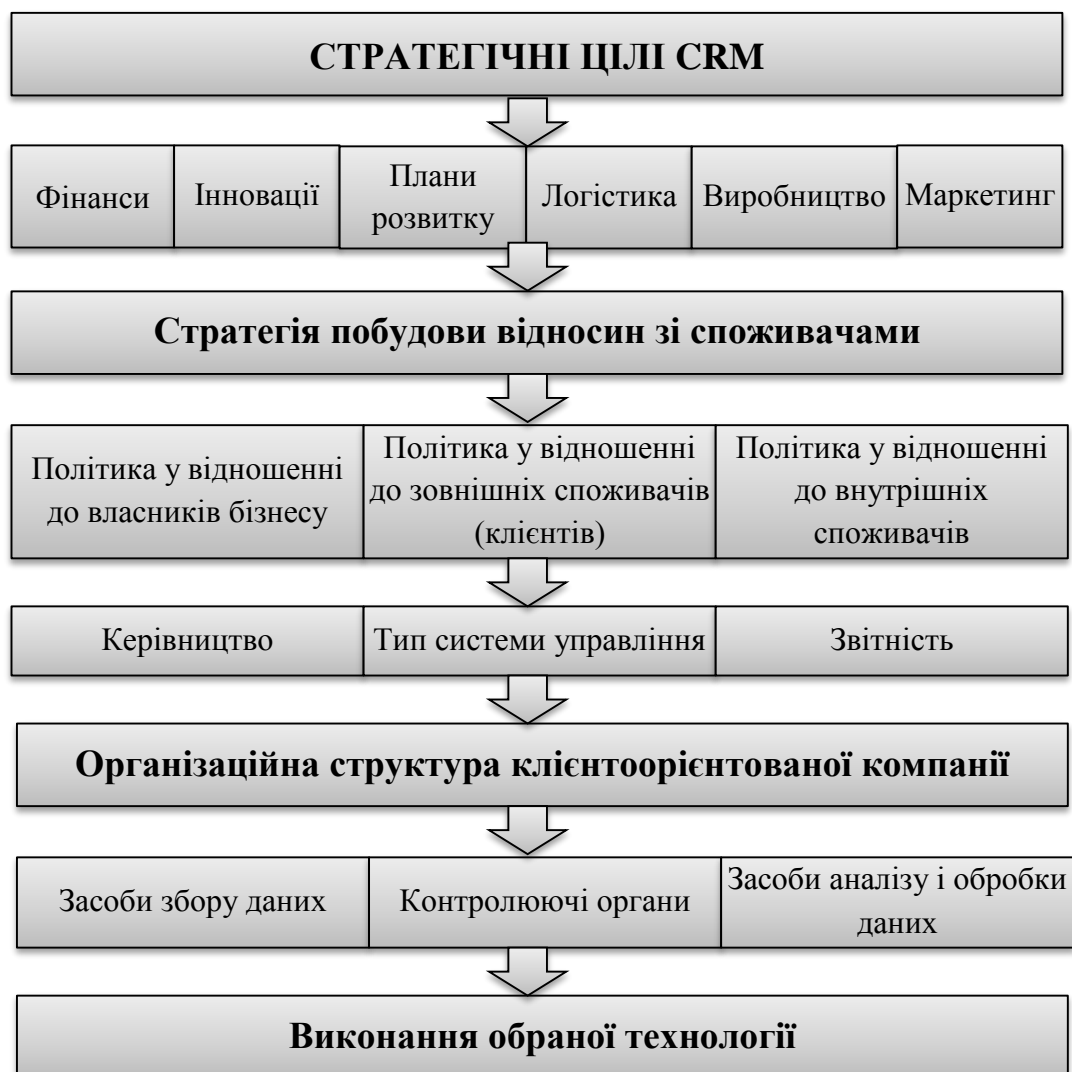 СТРАТЕГІЧНІ ЦІЛІ CRM
Фінанси
Інновації
Плани
розвитку
Логістика
Виробництво
Маркетинг
Стратегія побудови відносин зі споживачами
Політика у відношенні
до власників бізнесу
Політика у відношенні
до зовнішніх споживачів
(клієнтів)
Політика у відношенні
до внутрішніх
споживачів
Керівництво
Тип системи управління
Звітність
Організаційна структура клієнтоорієнтованої компанії
Засоби збору даних
Контролюючі органи
Засоби аналізу і обробки
даних
Виконання обраної технології